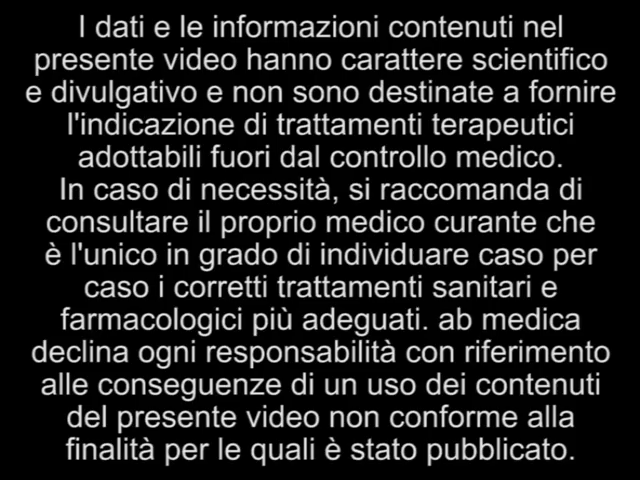 I dati e le informazioni contenuti nel
presente video hanno carattere scientifico
e divulgativo e non sono destinate a fornire
l'indicazione di trattamenti terapeutici
adottabili fuori dal controllo medico.
In caso di necessità, si raccomanda di
consultare il proprio medico curante che
è l'unico in grado di individuare caso per
caso i corretti trattamenti sanitari e
farmacologici più adeguati. ab medica
declina ogni responsabilità con riferimento
alle conseguenze di un uso dei contenuti
del presente video non conforme alla
finalità per le quali è stato pubblicato.